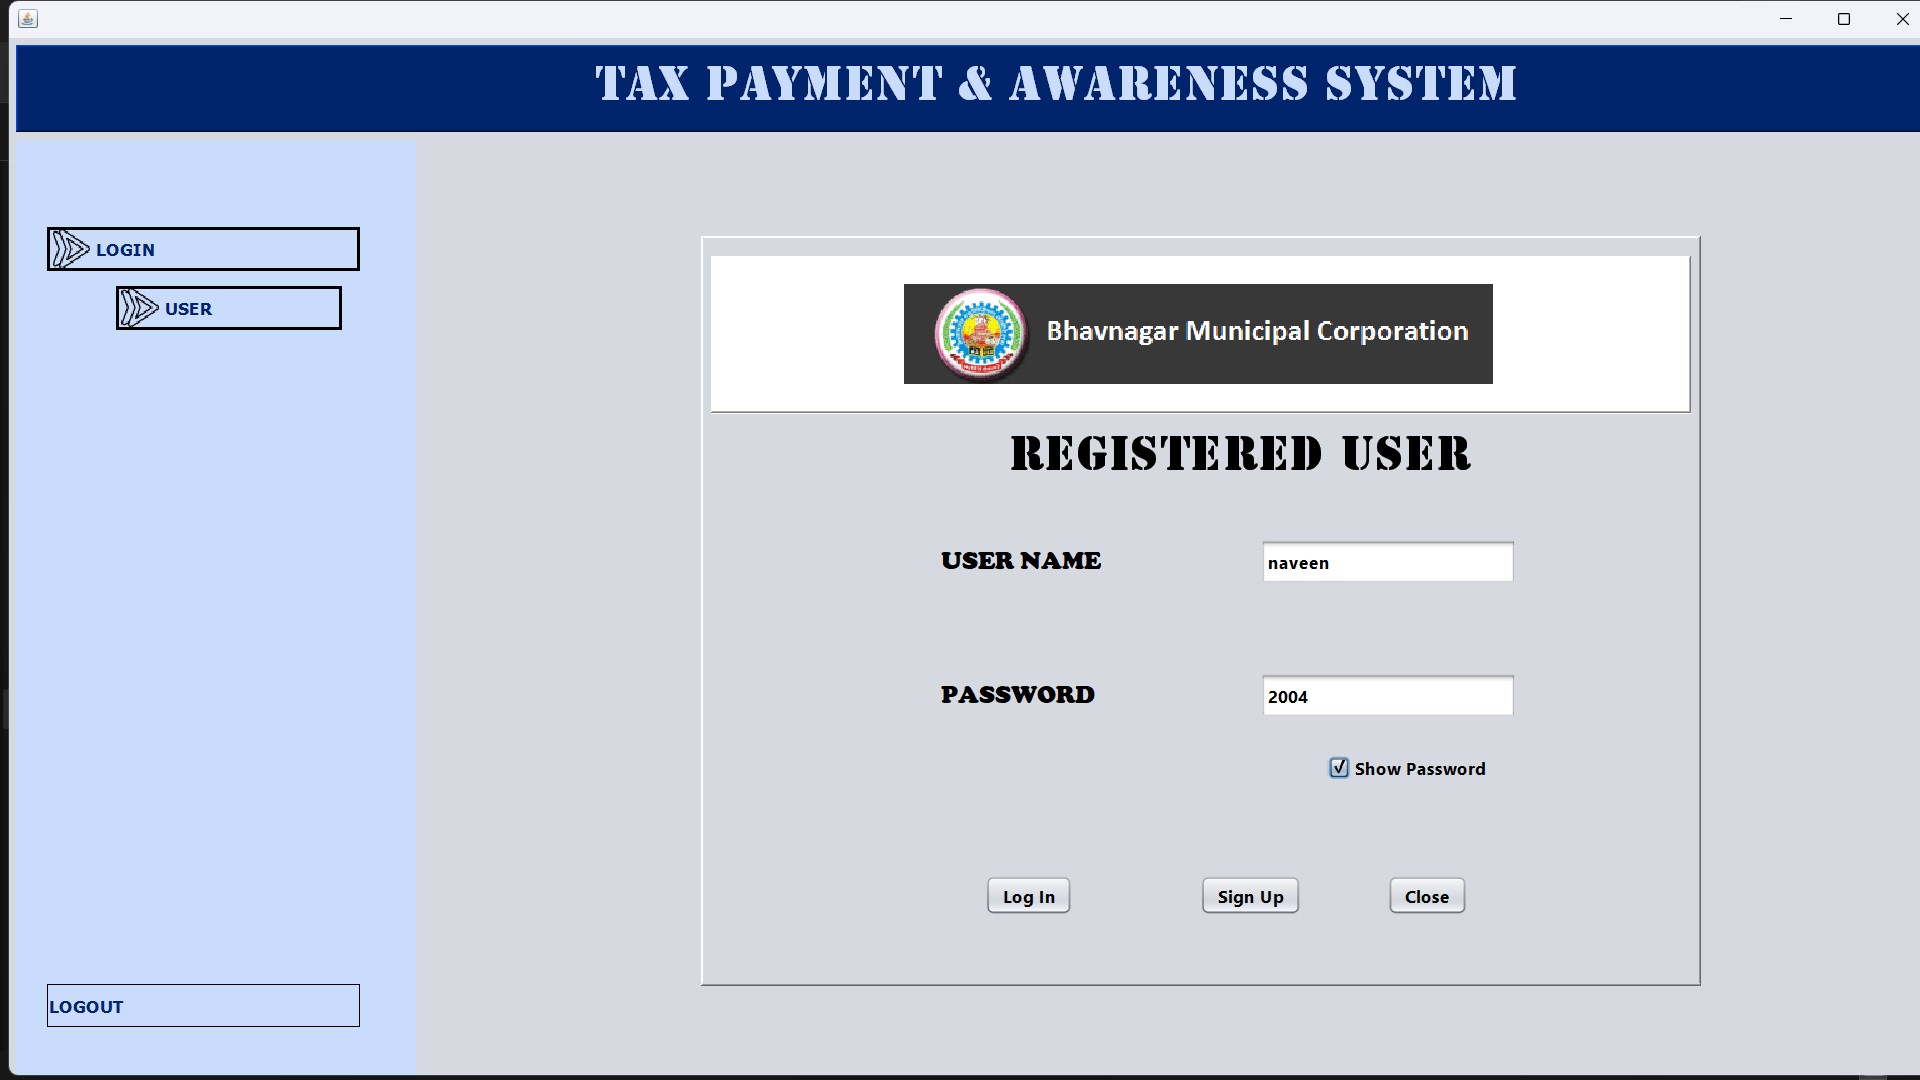 TAX PAYMENT & AWARENESS SYSTEM
LOGIN
USER
Bhavnagar Municipal Corporation
REGISTERED USER
USER NAME
naveen
PASSWORD
2004
Show Password
Log In
Sign Up
Close
LOGOUT